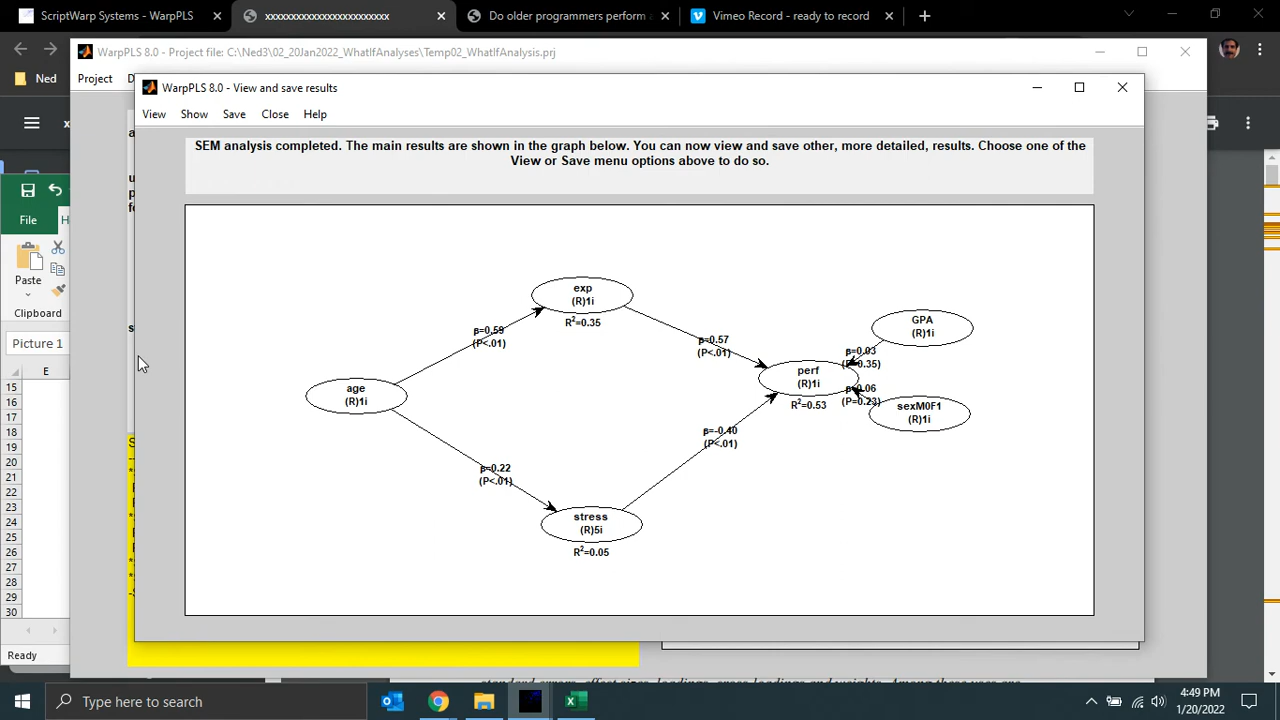 ScriptWarp Systems - WarpPLS
xxxxxxxxxxxxxxxxxxxxxxxxx
Do older programmers perform a
Vimeo Record - ready to record
WarpPLS 8.0 - Project file: C:\Ned3\02_20Jan2022_WhatIfAnalyses\Temp02_WhatIfAnalysis.prj
Ned
Project
WarpPLS 8.0 - View and save results
View Show Save Close Help
SEM analysis completed. The main results are shown in the graph below. You can now view and save other, more detailed, results. Choose one of the
View or Save menu options above to do so.
exp
(R)1i
R²=0.35
β=0.59
(P<.01)
β=0.57
(P<.01)
GPA
(R)1i
β=0.03
(P=0.35)
age
(R)1i
perf
(R)1i
R²=0.53
β=0.06
(P=0.23)
sexM0F1
(R)1i
β=-0.40
(P<.01)
β=0.22
(P<.01)
stress
(R)5i
R²=0.05
File
Paste
Clipboard
Picture 1
E
15
16
17
18
19
20
21
22
23
24
25
26
27
28
29
30
Ready
Type here to search
4:49 PM
1/20/2022